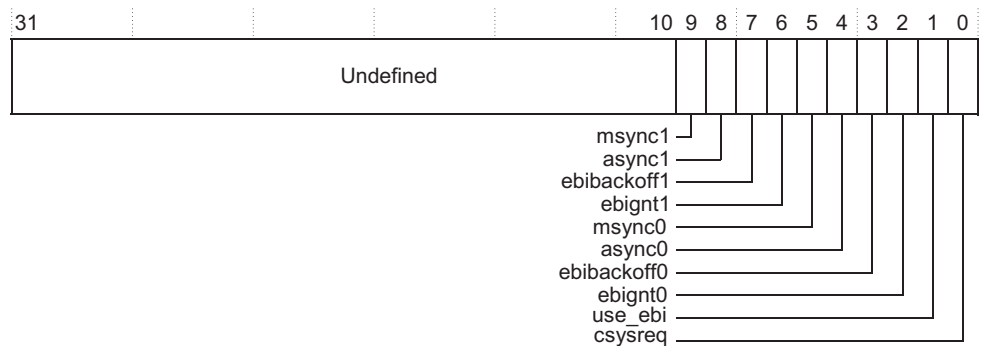 31 10 9 8 7 6 5 4 3 2 1 0
Undefined
msync1
async1
ebibackoff1
ebignt1
msync0
async0
ebibackoff0
ebignt0
use_ebi
csysreq